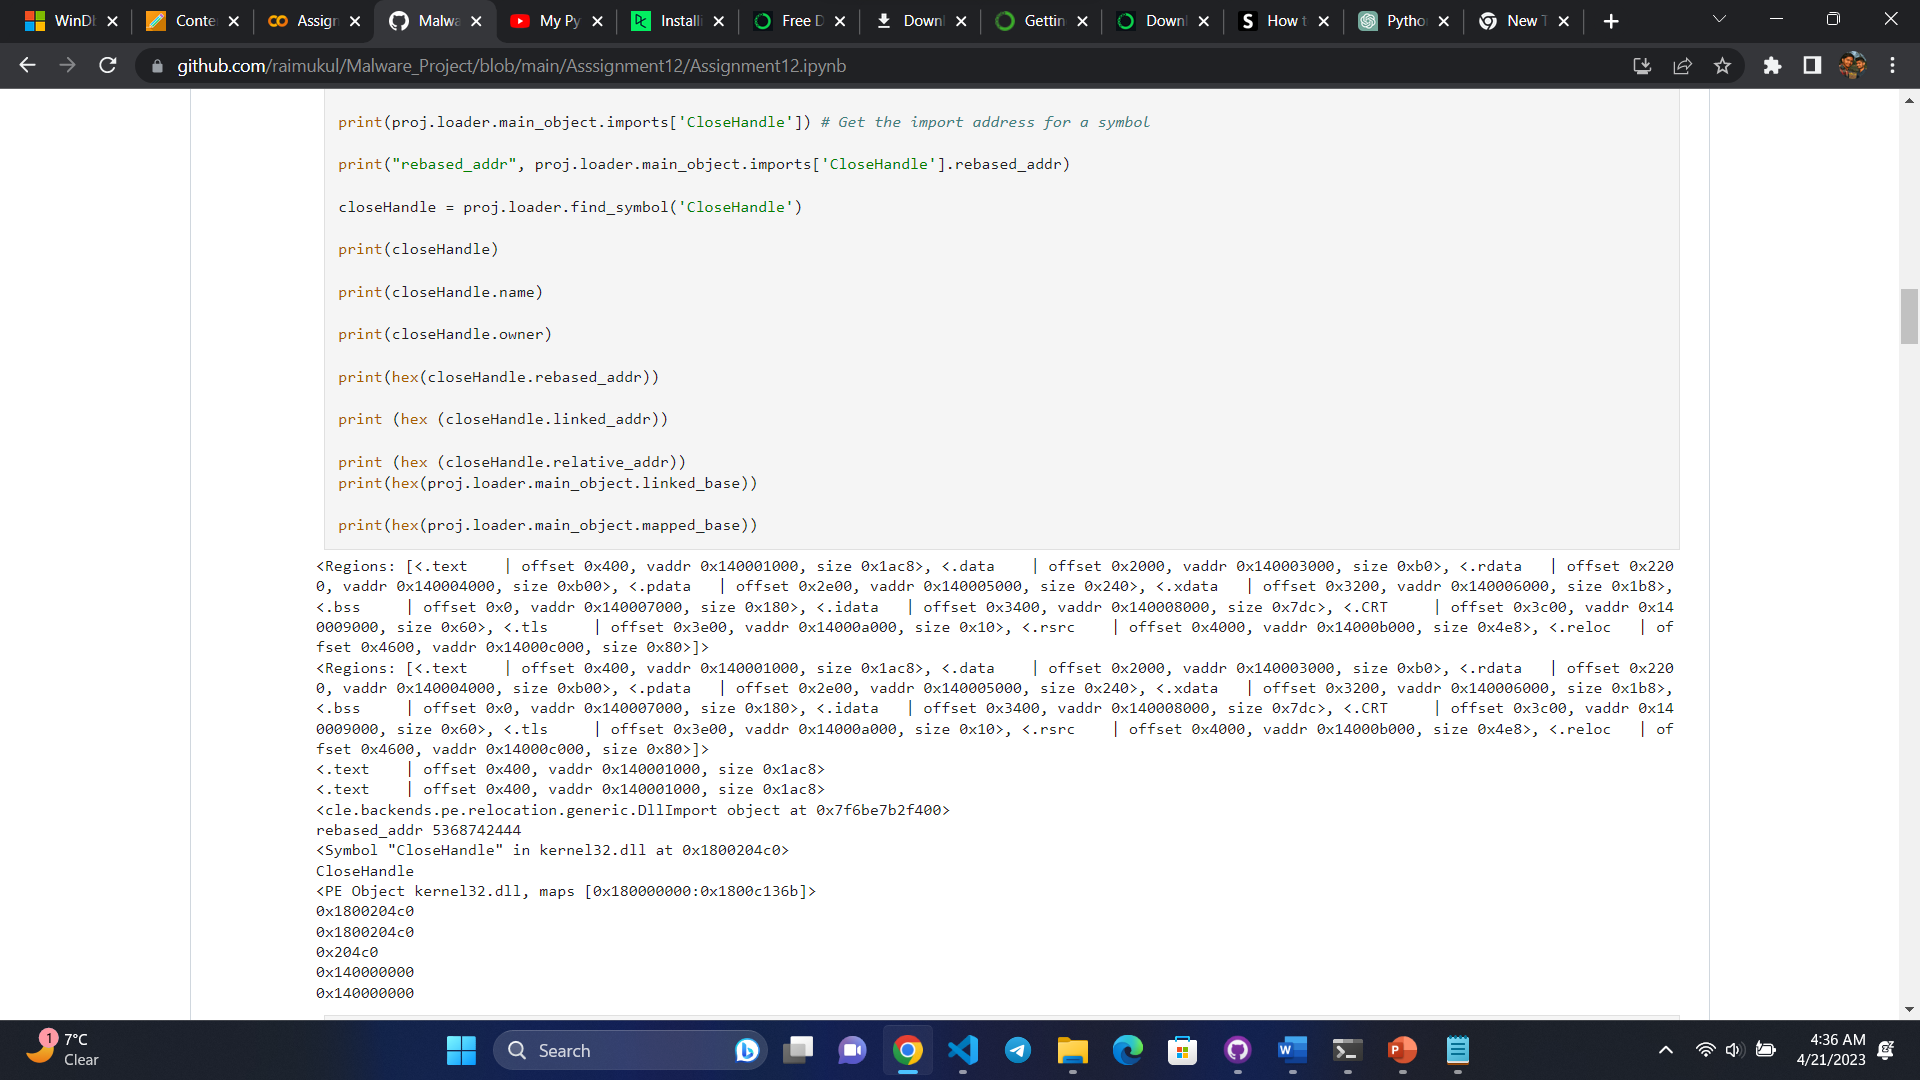 WinDl
Conte
Assign
Malwa
My Py
Installi
Free D
Downl
Gettin
Downl
How t
Pytho
New T
github.com/raimukul/Malware_Project/blob/main/Asssignment12/Assignment12.ipynb
print(proj.loader.main_object.imports['CloseHandle']) # Get the import address for a symbol
print("rebased_addr", proj.loader.main_object.imports['CloseHandle'].rebased_addr)
closeHandle = proj.loader.find_symbol('CloseHandle')
print(closeHandle)
print(closeHandle.name)
print(closeHandle.owner)
print(hex(closeHandle.rebased_addr))
print (hex (closeHandle.linked_addr))
print (hex (closeHandle.relative_addr))
print(hex(proj.loader.main_object.linked_base))
print(hex(proj.loader.main_object.mapped_base))
<Regions: [<.text    | offset 0x400, vaddr 0x140001000, size 0x1ac8>, <.data    | offset 0x2000, vaddr 0x140003000, size 0xb0>, <.rdata   | offset 0x220
0, vaddr 0x140004000, size 0xb00>, <.pdata   | offset 0x2e00, vaddr 0x140005000, size 0x240>, <.xdata   | offset 0x3200, vaddr 0x140006000, size 0x1b8>,
<.bss     | offset 0x0, vaddr 0x140007000, size 0x180>, <.idata   | offset 0x3400, vaddr 0x140008000, size 0x7dc>, <.CRT     | offset 0x3c00, vaddr 0x14
0009000, size 0x60>, <.tls     | offset 0x3e00, vaddr 0x14000a000, size 0x10>, <.rsrc    | offset 0x4000, vaddr 0x14000b000, size 0x4e8>, <.reloc   | of
fset 0x4600, vaddr 0x14000c000, size 0x80>]>
<Regions: [<.text    | offset 0x400, vaddr 0x140001000, size 0x1ac8>, <.data    | offset 0x2000, vaddr 0x140003000, size 0xb0>, <.rdata   | offset 0x220
0, vaddr 0x140004000, size 0xb00>, <.pdata   | offset 0x2e00, vaddr 0x140005000, size 0x240>, <.xdata   | offset 0x3200, vaddr 0x140006000, size 0x1b8>,
<.bss     | offset 0x0, vaddr 0x140007000, size 0x180>, <.idata   | offset 0x3400, vaddr 0x140008000, size 0x7dc>, <.CRT     | offset 0x3c00, vaddr 0x14
0009000, size 0x60>, <.tls     | offset 0x3e00, vaddr 0x14000a000, size 0x10>, <.rsrc    | offset 0x4000, vaddr 0x14000b000, size 0x4e8>, <.reloc   | of
fset 0x4600, vaddr 0x14000c000, size 0x80>]>
<.text    | offset 0x400, vaddr 0x140001000, size 0x1ac8>
<.text    | offset 0x400, vaddr 0x140001000, size 0x1ac8>
<cle.backends.pe.relocation.generic.DllImport object at 0x7f6be7b2f400>
rebased_addr 5368742444
<Symbol "CloseHandle" in kernel32.dll at 0x1800204c0>
CloseHandle
<PE Object kernel32.dll, maps [0x180000000:0x1800c136b]>
0x1800204c0
0x1800204c0
0x204c0
0x140000000
0x140000000
1
7°C
Clear
Search
4:36 AM
4/21/2023